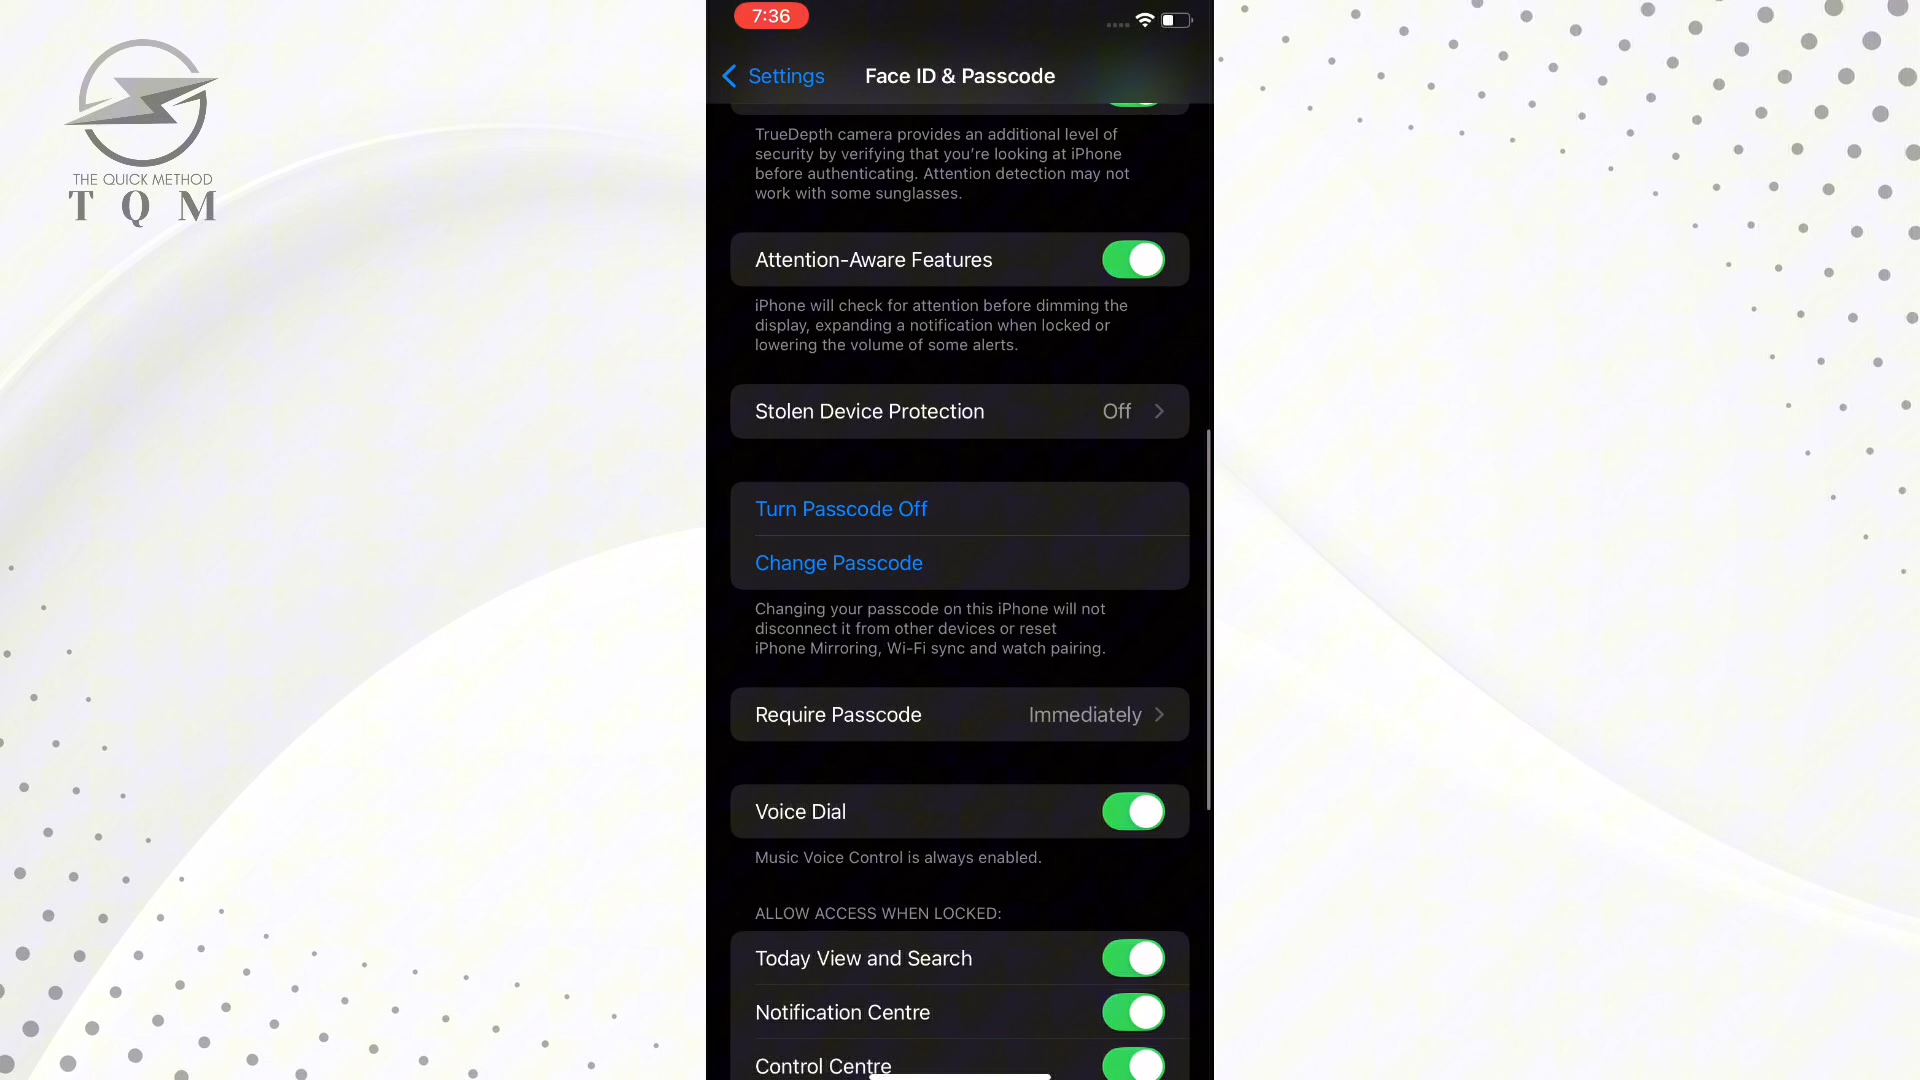 THE QUICK METHOD
TQM
7:36
Settings
Face ID & Passcode
TrueDepth camera provides an additional level of
security by verifying that you’re looking at iPhone
before authenticating. Attention detection may not
work with some sunglasses.
Attention-Aware Features
iPhone will check for attention before dimming the
display, expanding a notification when locked or
lowering the volume of some alerts.
Stolen Device Protection Off
Turn Passcode Off
Change Passcode
Changing your passcode on this iPhone will not
disconnect it from other devices or reset
iPhone Mirroring, Wi-Fi sync and watch pairing.
Require Passcode Immediately
Voice Dial
Music Voice Control is always enabled.
ALLOW ACCESS WHEN LOCKED:
Today View and Search
Notification Centre
Control Centre